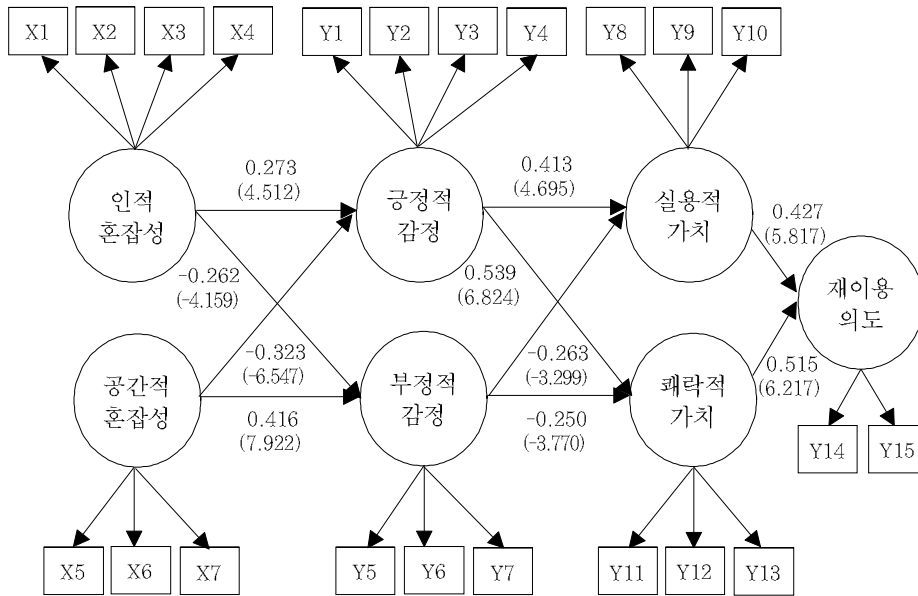 X1 X2 X3 X4 Y1 Y2 Y3 Y4 Y8 Y9 Y10
인적
혼잡성
0.273
(4.512)
긍정적
감정
0.413
(4.695)
실용적
가치
0.427
(5.817)
-0.262
(-4.159)
0.539
(6.824)
재이용
의도
공간적
혼잡성
-0.323
(-6.547)
0.416
(7.922)
부정적
감정
-0.263
(-3.299)
-0.250
(-3.770)
쾌락적
가치
0.515
(6.217)
Y14 Y15
X5 X6 X7 Y5 Y6 Y7 Y11 Y12 Y13